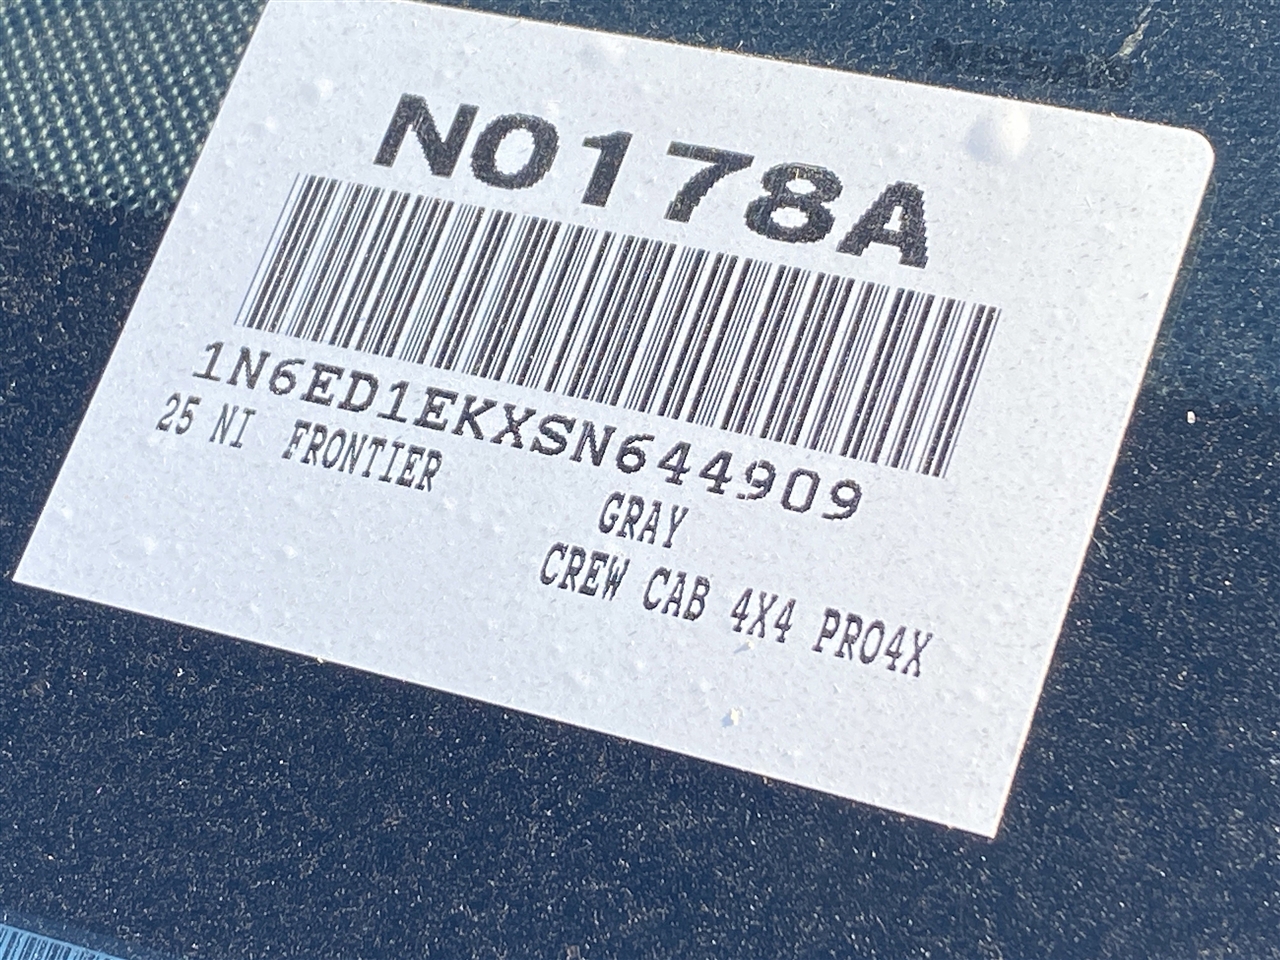 N0178A
1N6ED1EKXSN644909
25 NI FRONTIER
GRAY
CREW CAB 4X4 PRO4X